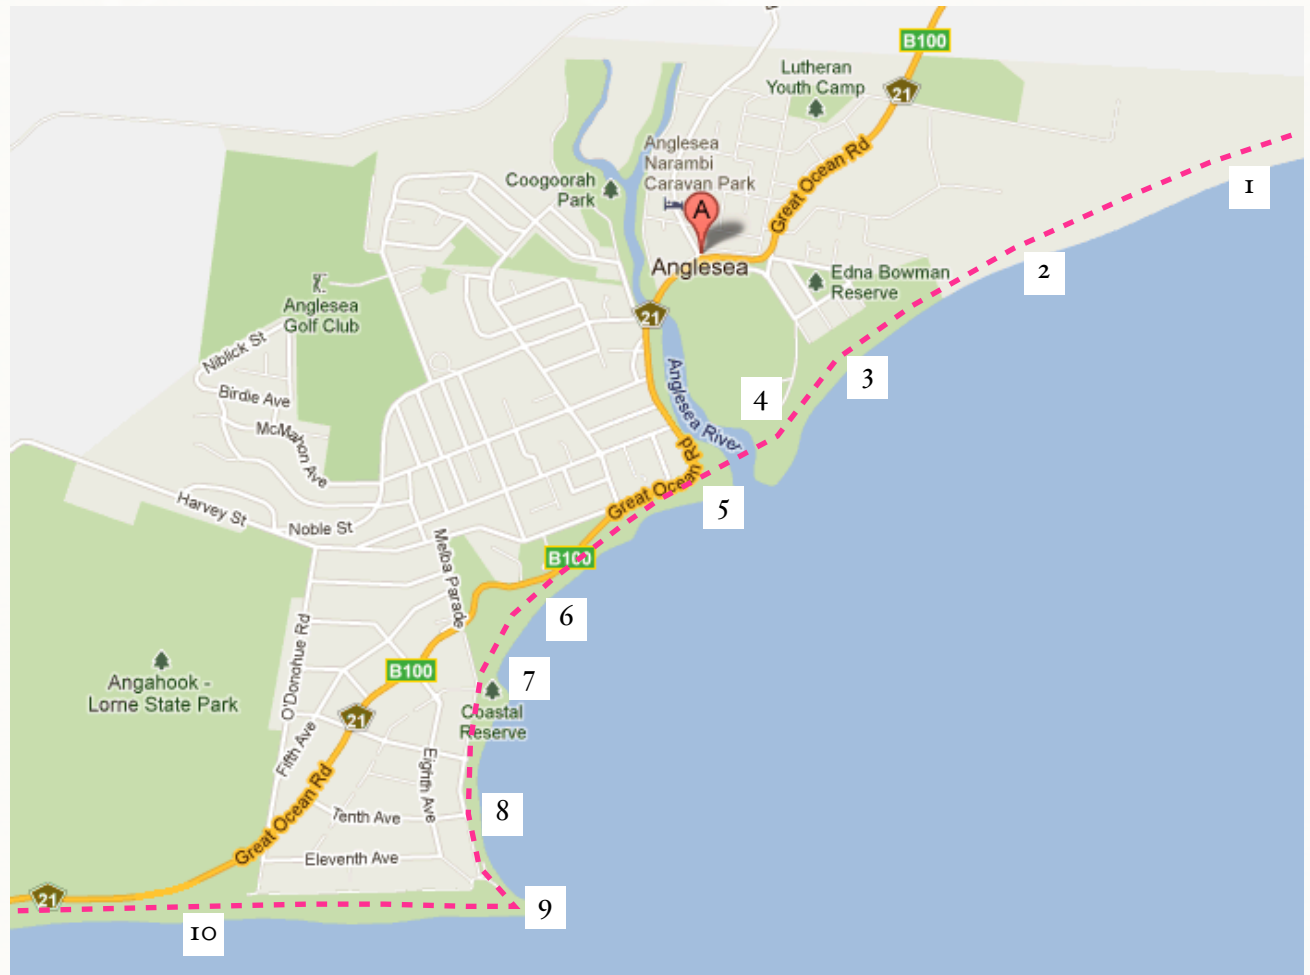 B100
Lutheran
Youth Camp
21
Great Ocean Rd
Anglesea
Narambi
Caravan Park
Coogoorah
Park
1
A
Anglesea
2
Edna Bowman
Reserve
Anglesea
Golf Club
21
Niblick St
3
Birdie Ave
4
Anglesea River
McMahon Ave
Great Ocean Rd
5
Harvey St
Noble St
B100
Melba Parade
6
O'Donohue Rd
B100
7
Angahook -
Lorne State Park
21
Coastal
Reserve
Fifth Ave
Eighth Ave
8
Great Ocean Rd
Tenth Ave
Eleventh Ave
21
9
10